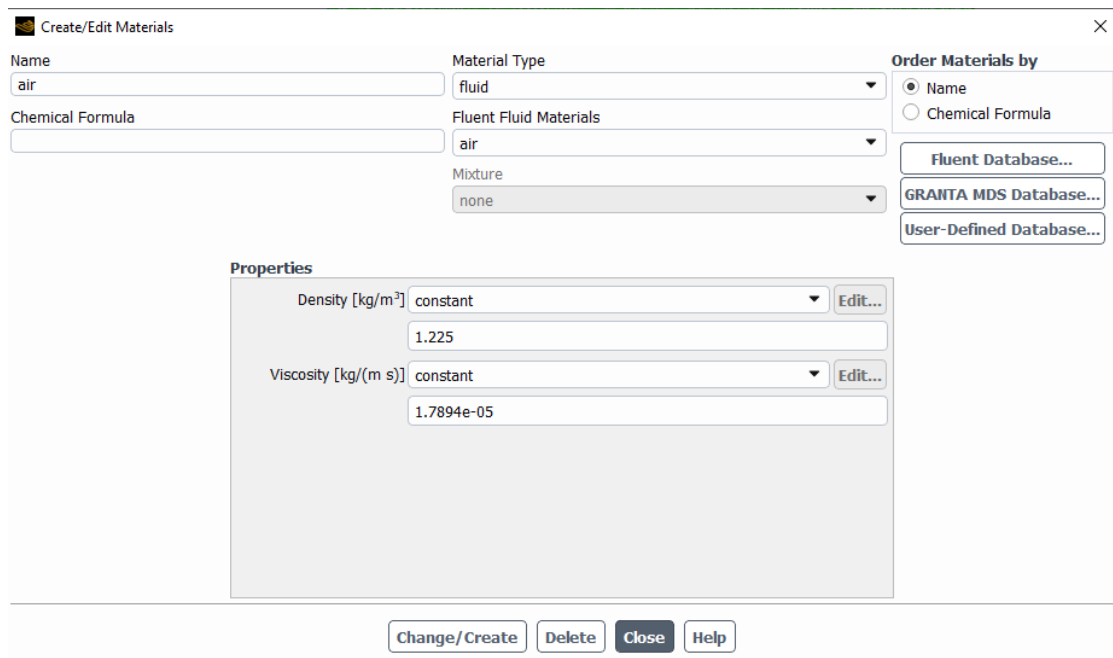 Create/Edit Materials
Name
air
Chemical Formula
Material Type
fluid
Fluent Fluid Materials
air
Mixture
none
Order Materials by
Name
Chemical Formula
Fluent Database...
GRANTA MDS Database...
User-Defined Database...
Properties
Density [kg/m³] constant Edit...
1.225
Viscosity [kg/(m s)] constant Edit...
1.7894e-05
Change/Create Delete Close Help